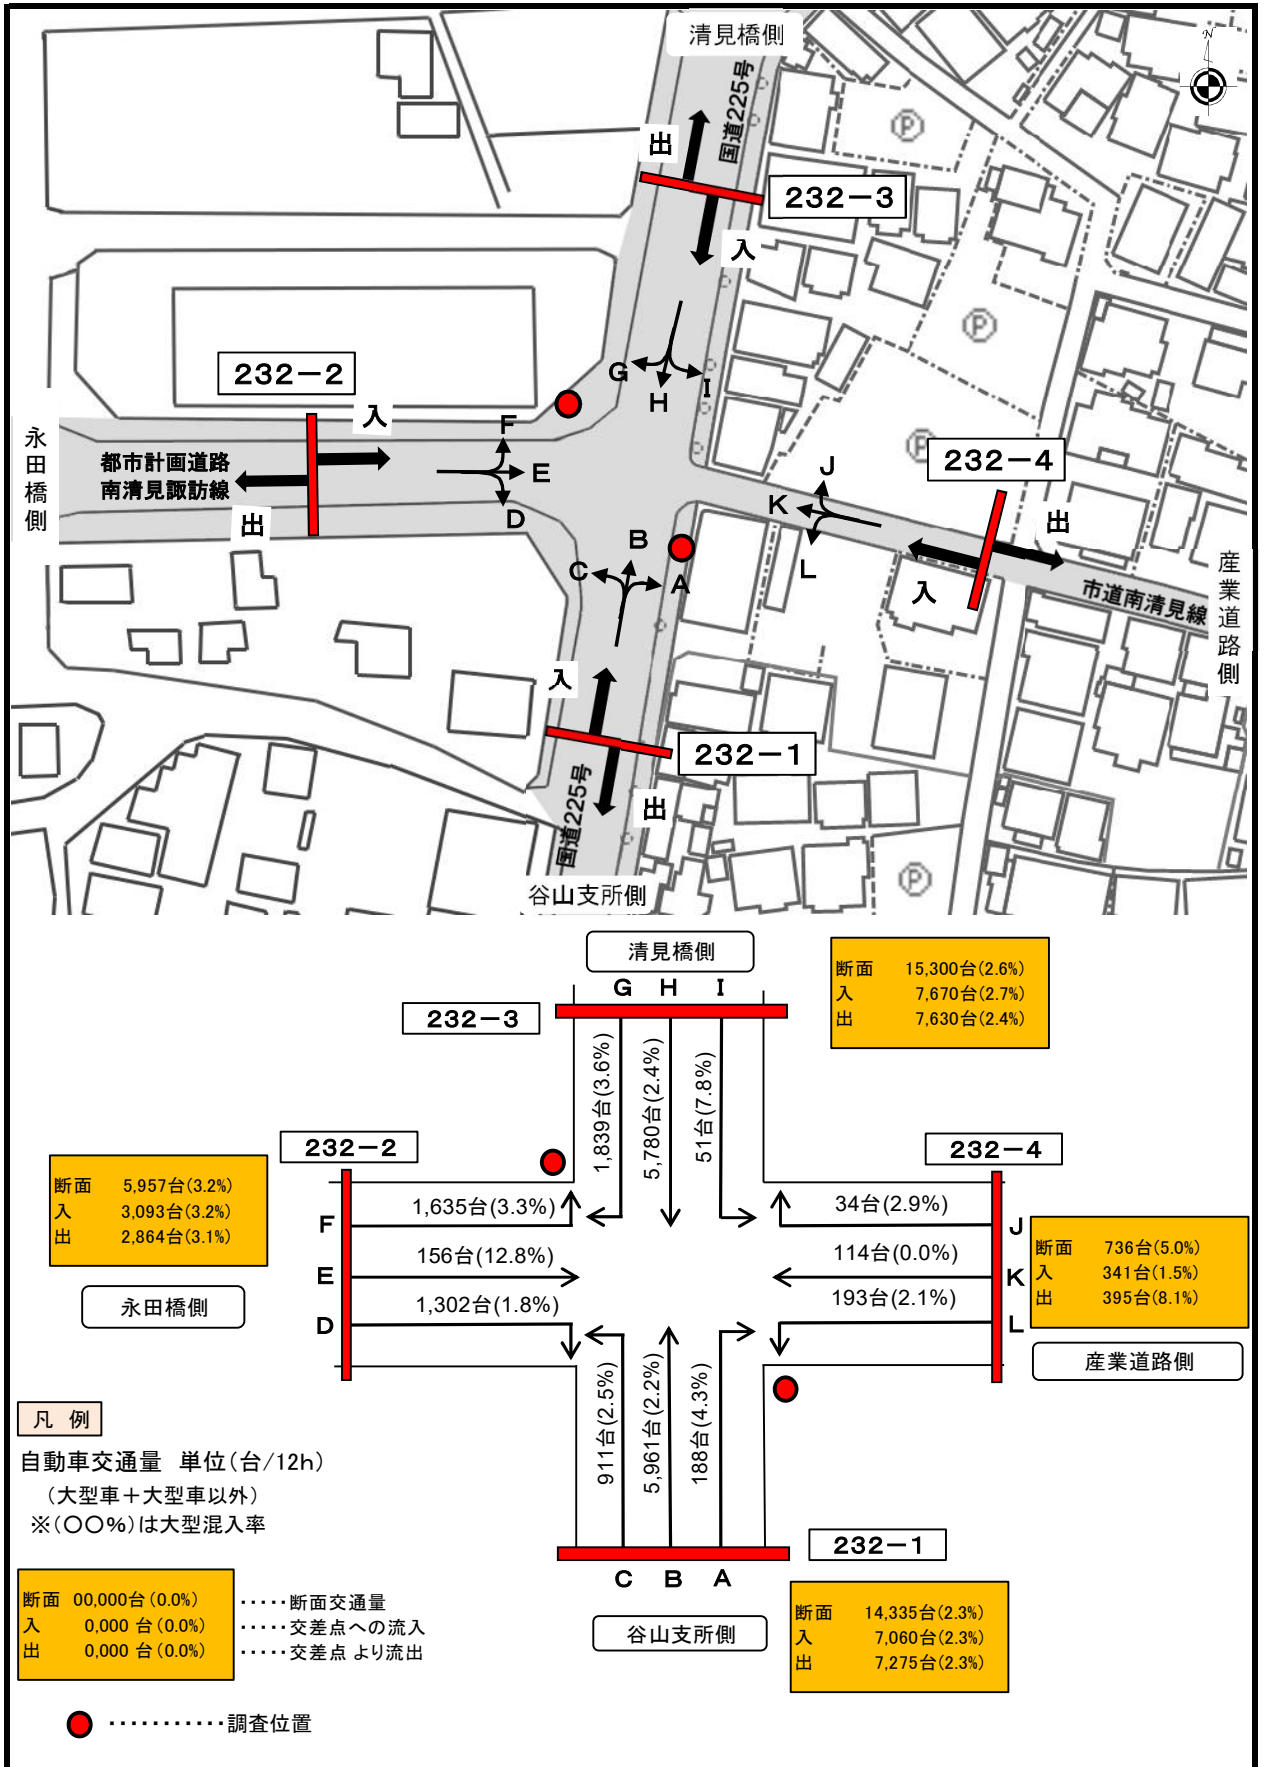 清見橋側
N
国道225号
出
232-3
入
P
P
P
P
232-2
入
G
H
I
F
E
D
都市計画道路
南清見諏訪線
永田橋側
出
232-4
J
K
L
出
入
B
C
A
産業道路側
市道南清見線
入
232-1
出
国道225号
谷山支所側
清見橋側
断面 15,300台(2.6%)
入 7,670台(2.7%)
出 7,630台(2.4%)
G H I
232-3
1,839台(3.6%)
5,780台(2.4%)
51台(7.8%)
232-2
232-4
断面 5,957台(3.2%)
入 3,093台(3.2%)
出 2,864台(3.1%)
F
1,635台(3.3%)
34台(2.9%)
J
E
156台(12.8%)
114台(0.0%)
K
D
1,302台(1.8%)
193台(2.1%)
L
断面 736台(5.0%)
入 341台(1.5%)
出 395台(8.1%)
永田橋側
産業道路側
911台(2.5%)
5,961台(2.2%)
188台(4.3%)
凡 例
自動車交通量 単位(台/12h)
(大型車+大型車以外)
※(〇〇%)は大型混入率
232-1
C B A
谷山支所側
断面 14,335台(2.3%)
入 7,060台(2.3%)
出 7,275台(2.3%)
断面 00,000台(0.0%) ・・・・・断面交通量
入 0,000 台(0.0%) ・・・・・交差点への流入
出 0,000 台(0.0%) ・・・・・交差点 より流出
・・・・・・・・・・・調査位置